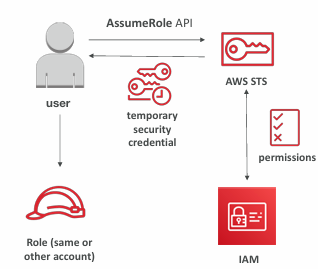 AssumeRole API
user
AWS STS
temporary
security
credential
permissions
Role (same or
other account)
IAM